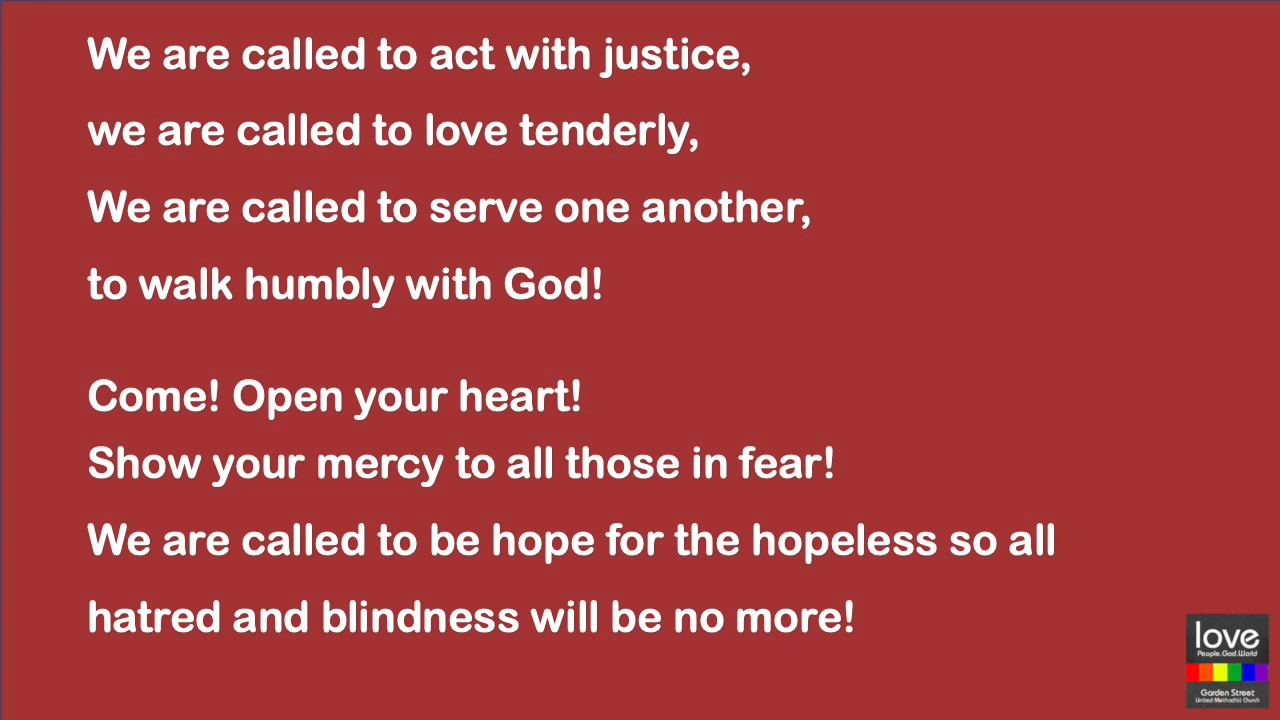 We are called to act with justice,
we are called to love tenderly,
We are called to serve one another,
to walk humbly with God!
Come! Open your heart!
Show your mercy to all those in fear!
We are called to be hope for the hopeless so all
hatred and blindness will be no more!
love
People.God.World
Garden Street
United Methodist Church